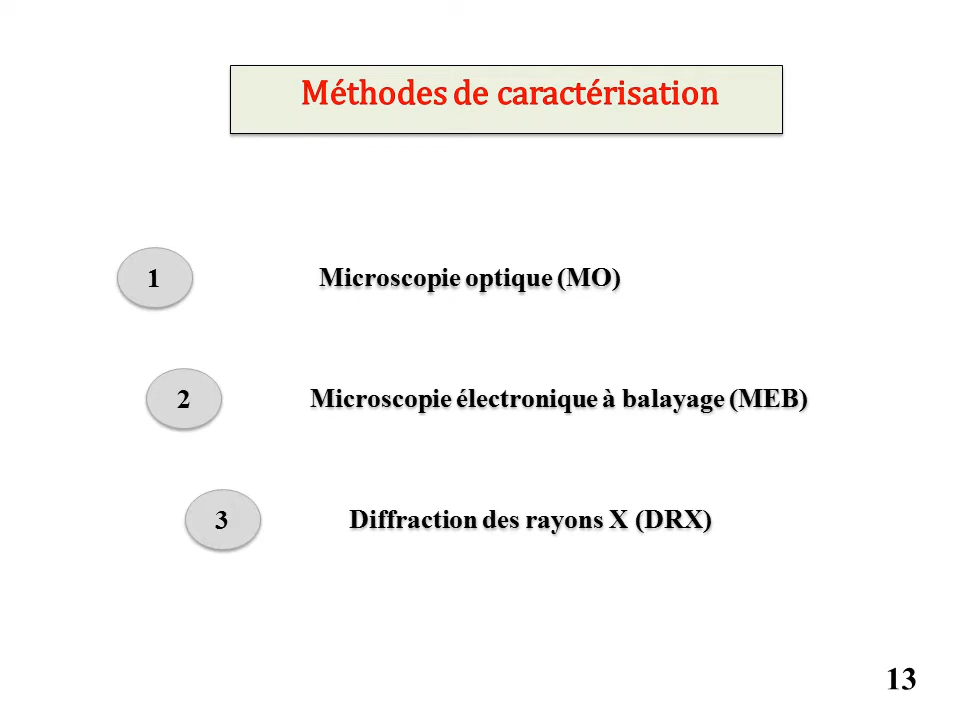 Méthodes de caractérisation
1 Microscopie optique (MO)
2 Microscopie électronique à balayage (MEB)
3 Diffraction des rayons X (DRX)
13